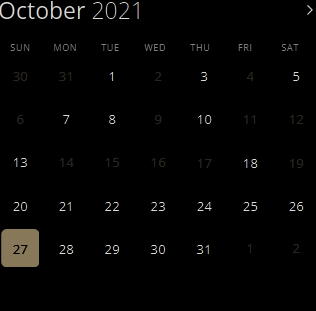 October 2021 >
SUN MON TUE WED THU FRI SAT
30 31 1 2 3 4 5
6 7 8 9 10 11 12
13 14 15 16 17 18 19
20 21 22 23 24 25 26
27 28 29 30 31 1 2